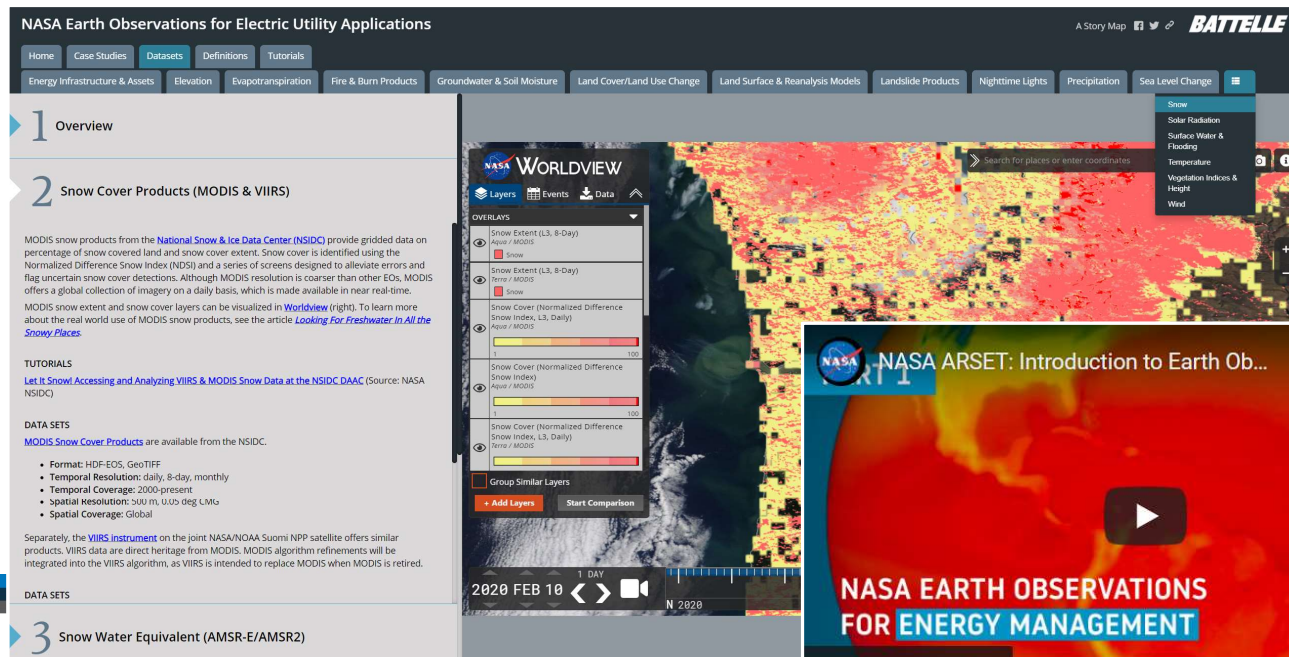 NASA Earth Observations for Electric Utility Applications
A Story Map
BATTELLE
Home
Case Studies
Datasets
Definitions
Tutorials
Energy Infrastructure & Assets
Elevation
Evapotranspiration
Fire & Burn Products
Groundwater & Soil Moisture
Land Cover/Land Use Change
Land Surface & Reanalysis Models
Landslide Products
Nighttime Lights
Precipitation
Sea Level Change
Snow
Solar Radiation
Surface Water &
Flooding
Temperature
Vegetation Indices &
Height
Wind
1 Overview
2 Snow Cover Products (MODIS & VIIRS)
MODIS snow products from the National Snow & Ice Data Center (NSIDC) provide gridded data on
percentage of snow covered land and snow cover extent. Snow cover is identified using the
Normalized Difference Snow Index (NDSI) and a series of screens designed to alleviate errors and
flag uncertain snow cover detections. Although MODIS resolution is coarser than other EOs, MODIS
offers a global collection of imagery on a daily basis, which is made available in near real-time.
MODIS snow extent and snow cover layers can be visualized in Worldview (right). To learn more
about the real world use of MODIS snow products, see the article Looking For Freshwater In All the
Snowy Places.
TUTORIALS
Let It Snow! Accessing and Analyzing VIIRS & MODIS Snow Data at the NSIDC DAAC (Source: NASA
NSIDC)
DATA SETS
MODIS Snow Cover Products are available from the NSIDC.
• Format: HDF-EOS, GeoTIFF
• Temporal Resolution: daily, 8-day, monthly
• Temporal Coverage: 2000-present
• Spatial Resolution: 500 m, 0.05 deg CMG
• Spatial Coverage: Global
Separately, the VIIRS instrument on the joint NASA/NOAA Suomi NPP satellite offers similar
products. VIIRS data are direct heritage from MODIS. MODIS algorithm refinements will be
integrated into the VIIRS algorithm, as VIIRS is intended to replace MODIS when MODIS is retired.
DATA SETS
3 Snow Water Equivalent (AMSR-E/AMSR2)
NASA WORLDVIEW
Layers
Events
Data
Search for places or enter coordinates
OVERLAYS
Snow Extent (L3, 8-Day)
Aqua / MODIS
Snow
Snow Extent (L3, 8-Day)
Terra / MODIS
Snow
Snow Cover (Normalized Difference
Snow Index, L3, Daily)
Aqua / MODIS
1 100
Snow Cover (Normalized Difference
Snow Index)
Aqua / MODIS
1 100
Snow Cover (Normalized Difference
Snow Index, L3, Daily)
Terra / MODIS
Group Similar Layers
+ Add Layers
Start Comparison
2020 FEB 10
1 DAY
N 2020
NASA
NASA ARSET: Introduction to Earth Ob...
PART 1
NASA EARTH OBSERVATIONS
FOR ENERGY MANAGEMENT